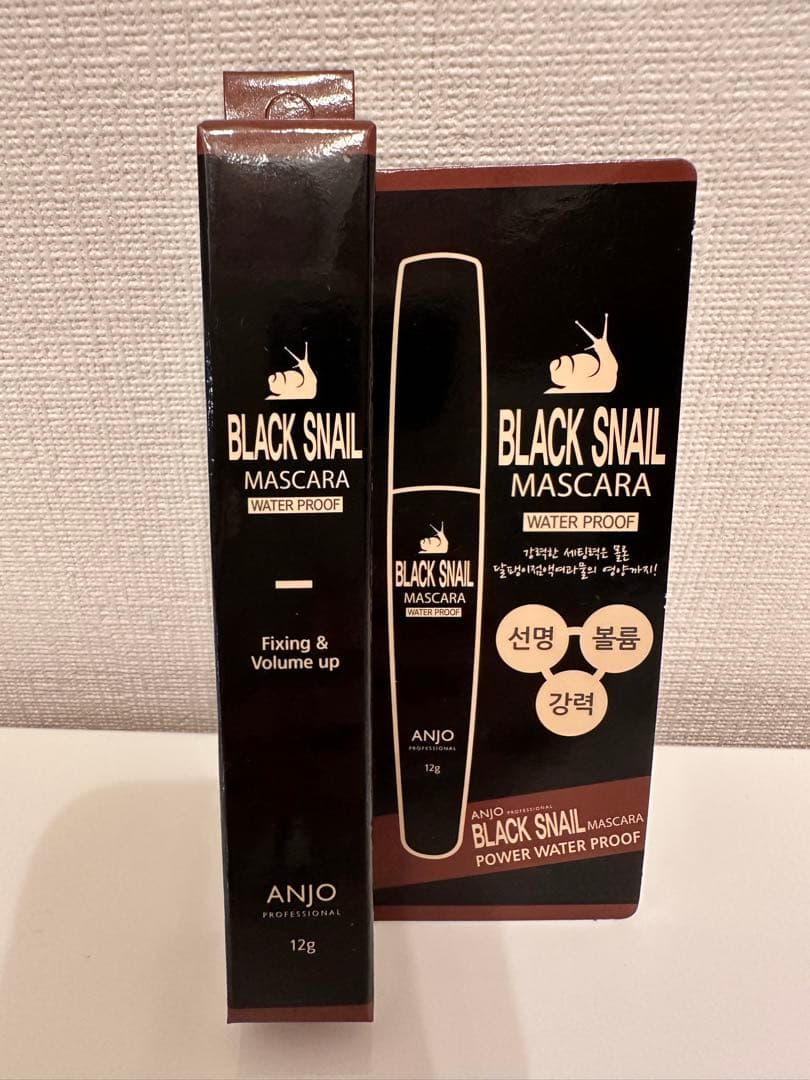 BLACK SNAIL
MASCARA
WATER PROOF
Fixing &
Volume up
ANJO
PROFESSIONAL
12g
BLACK SNAIL
MASCARA
WATER PROOF
ANJO
PROFESSIONAL
12g
BLACK SNAIL
MASCARA
WATER PROOF
강력한 세팅력은 물론
달팽이점액여과물의 영양까지!
선명 볼륨
강력
ANJO PROFESSIONAL
BLACK SNAIL MASCARA
POWER WATER PROOF